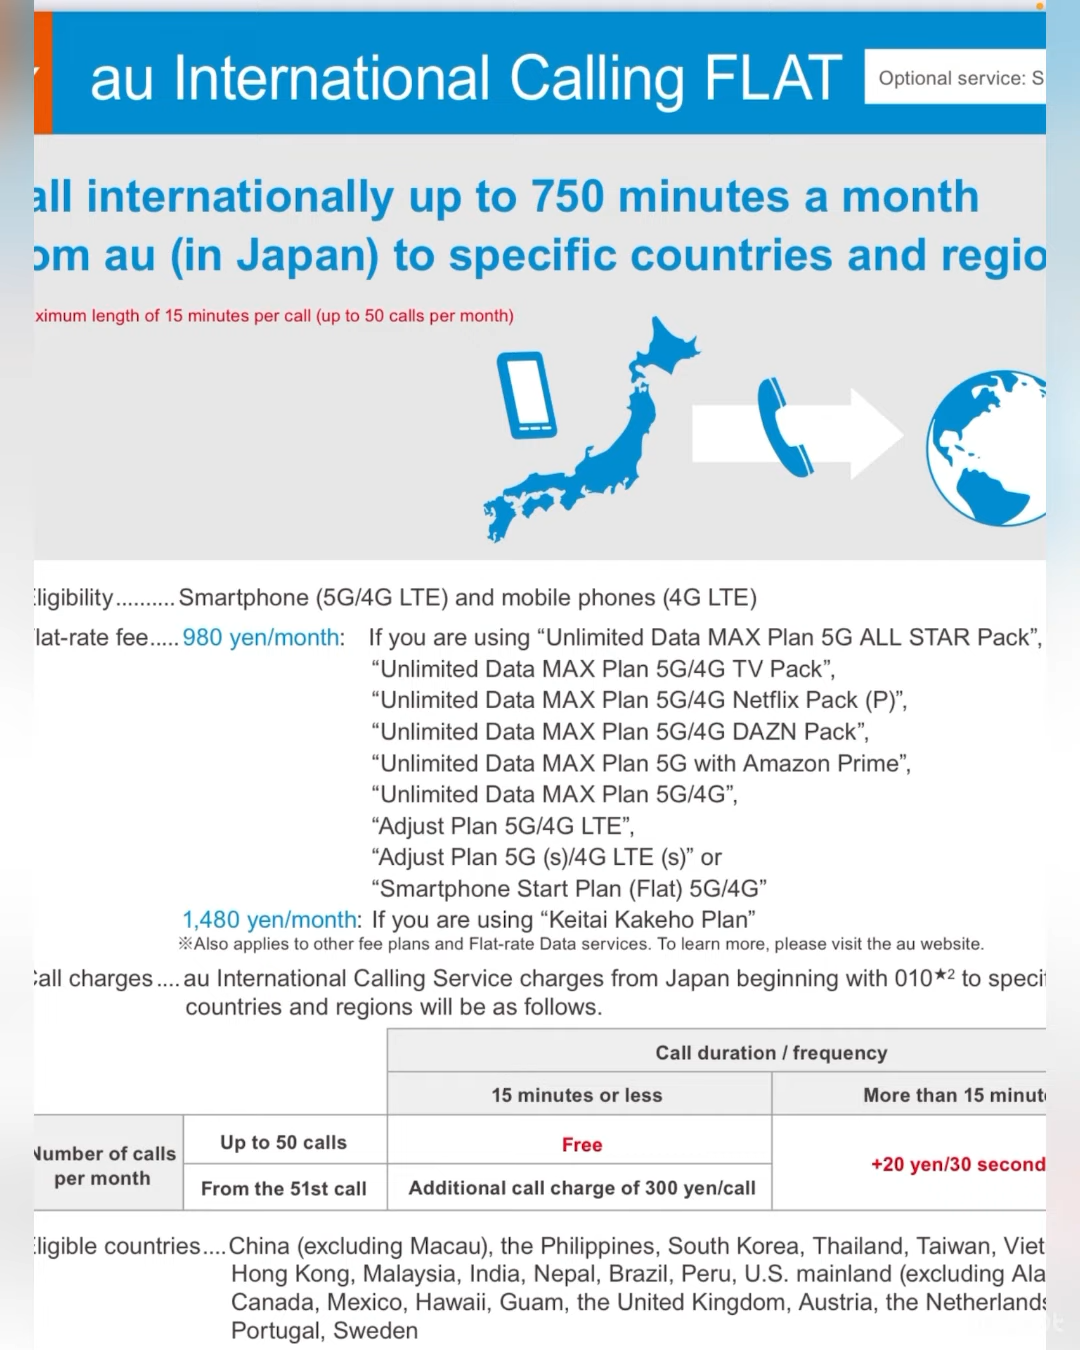 au International Calling FLAT
Optional service: S
all internationally up to 750 minutes a month
om au (in Japan) to specific countries and regio
ximum length of 15 minutes per call (up to 50 calls per month)
ligibility..........Smartphone (5G/4G LTE) and mobile phones (4G LTE)
lat-rate fee.....980 yen/month: If you are using “Unlimited Data MAX Plan 5G ALL STAR Pack”,
“Unlimited Data MAX Plan 5G/4G TV Pack”,
“Unlimited Data MAX Plan 5G/4G Netflix Pack (P)”,
“Unlimited Data MAX Plan 5G/4G DAZN Pack”,
“Unlimited Data MAX Plan 5G with Amazon Prime”,
“Unlimited Data MAX Plan 5G/4G”,
“Adjust Plan 5G/4G LTE”,
“Adjust Plan 5G (s)/4G LTE (s)” or
“Smartphone Start Plan (Flat) 5G/4G”
1,480 yen/month: If you are using “Keitai Kakeho Plan”
※Also applies to other fee plans and Flat-rate Data services. To learn more, please visit the au website.
all charges....au International Calling Service charges from Japan beginning with 010★2 to specif
countries and regions will be as follows.
Call duration / frequency
15 minutes or less
More than 15 minut
Number of calls
per month
Up to 50 calls
Free
+20 yen/30 second
From the 51st call
Additional call charge of 300 yen/call
ligible countries....China (excluding Macau), the Philippines, South Korea, Thailand, Taiwan, Viet
Hong Kong, Malaysia, India, Nepal, Brazil, Peru, U.S. mainland (excluding Ala
Canada, Mexico, Hawaii, Guam, the United Kingdom, Austria, the Netherlands
Portugal, Sweden